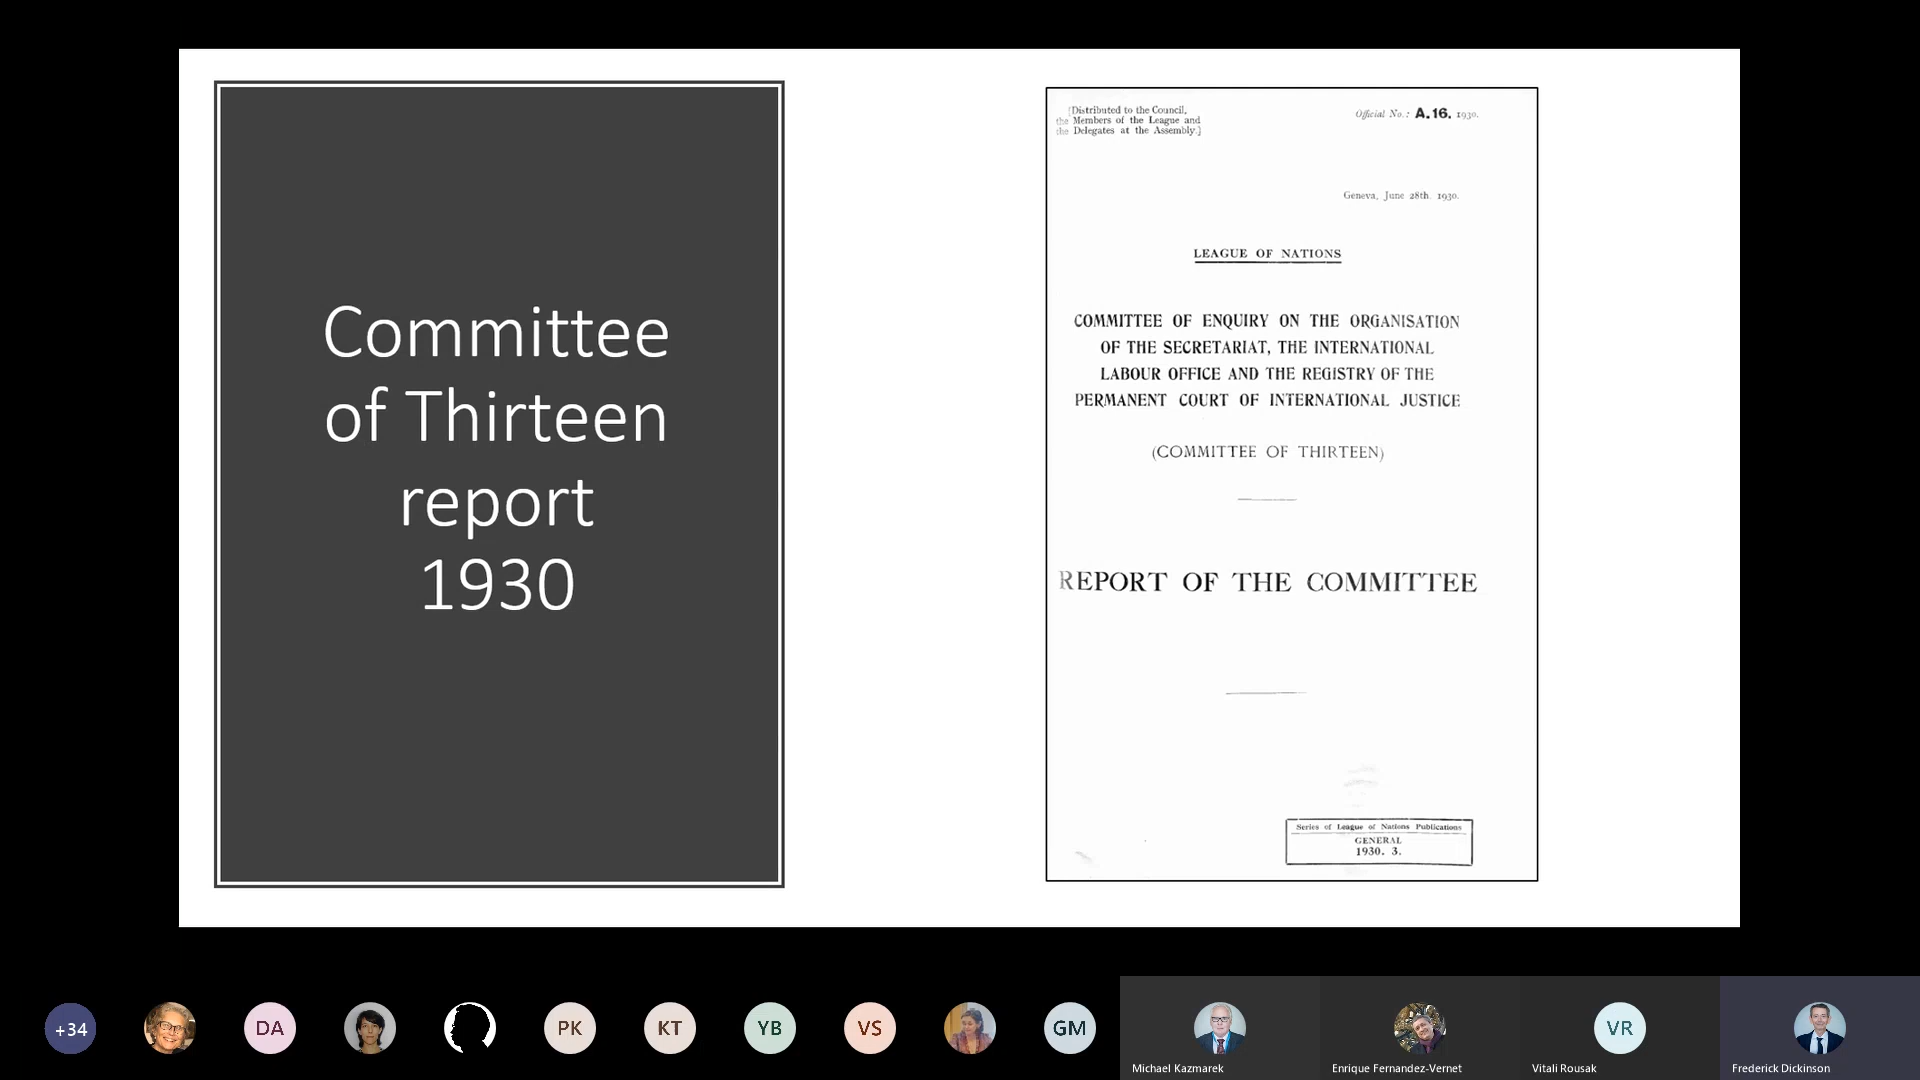 Committee
of Thirteen
report
1930
[Distributed to the Council,
the Members of the League and
the Delegates at the Assembly.]
Official No.: A.16. 1930.
Geneva, June 28th. 1930.
LEAGUE OF NATIONS
COMMITTEE OF ENQUIRY ON THE ORGANISATION
OF THE SECRETARIAT, THE INTERNATIONAL
LABOUR OFFICE AND THE REGISTRY OF THE
PERMANENT COURT OF INTERNATIONAL JUSTICE
(COMMITTEE OF THIRTEEN)
REPORT OF THE COMMITTEE
Series of League of Nations Publications
GENERAL
1930. 3.
+34
DA
PK
KT
YB
VS
GM
VR
Michael Kazmarek
Enrique Fernandez-Vernet
Vitali Rousak
Frederick Dickinson